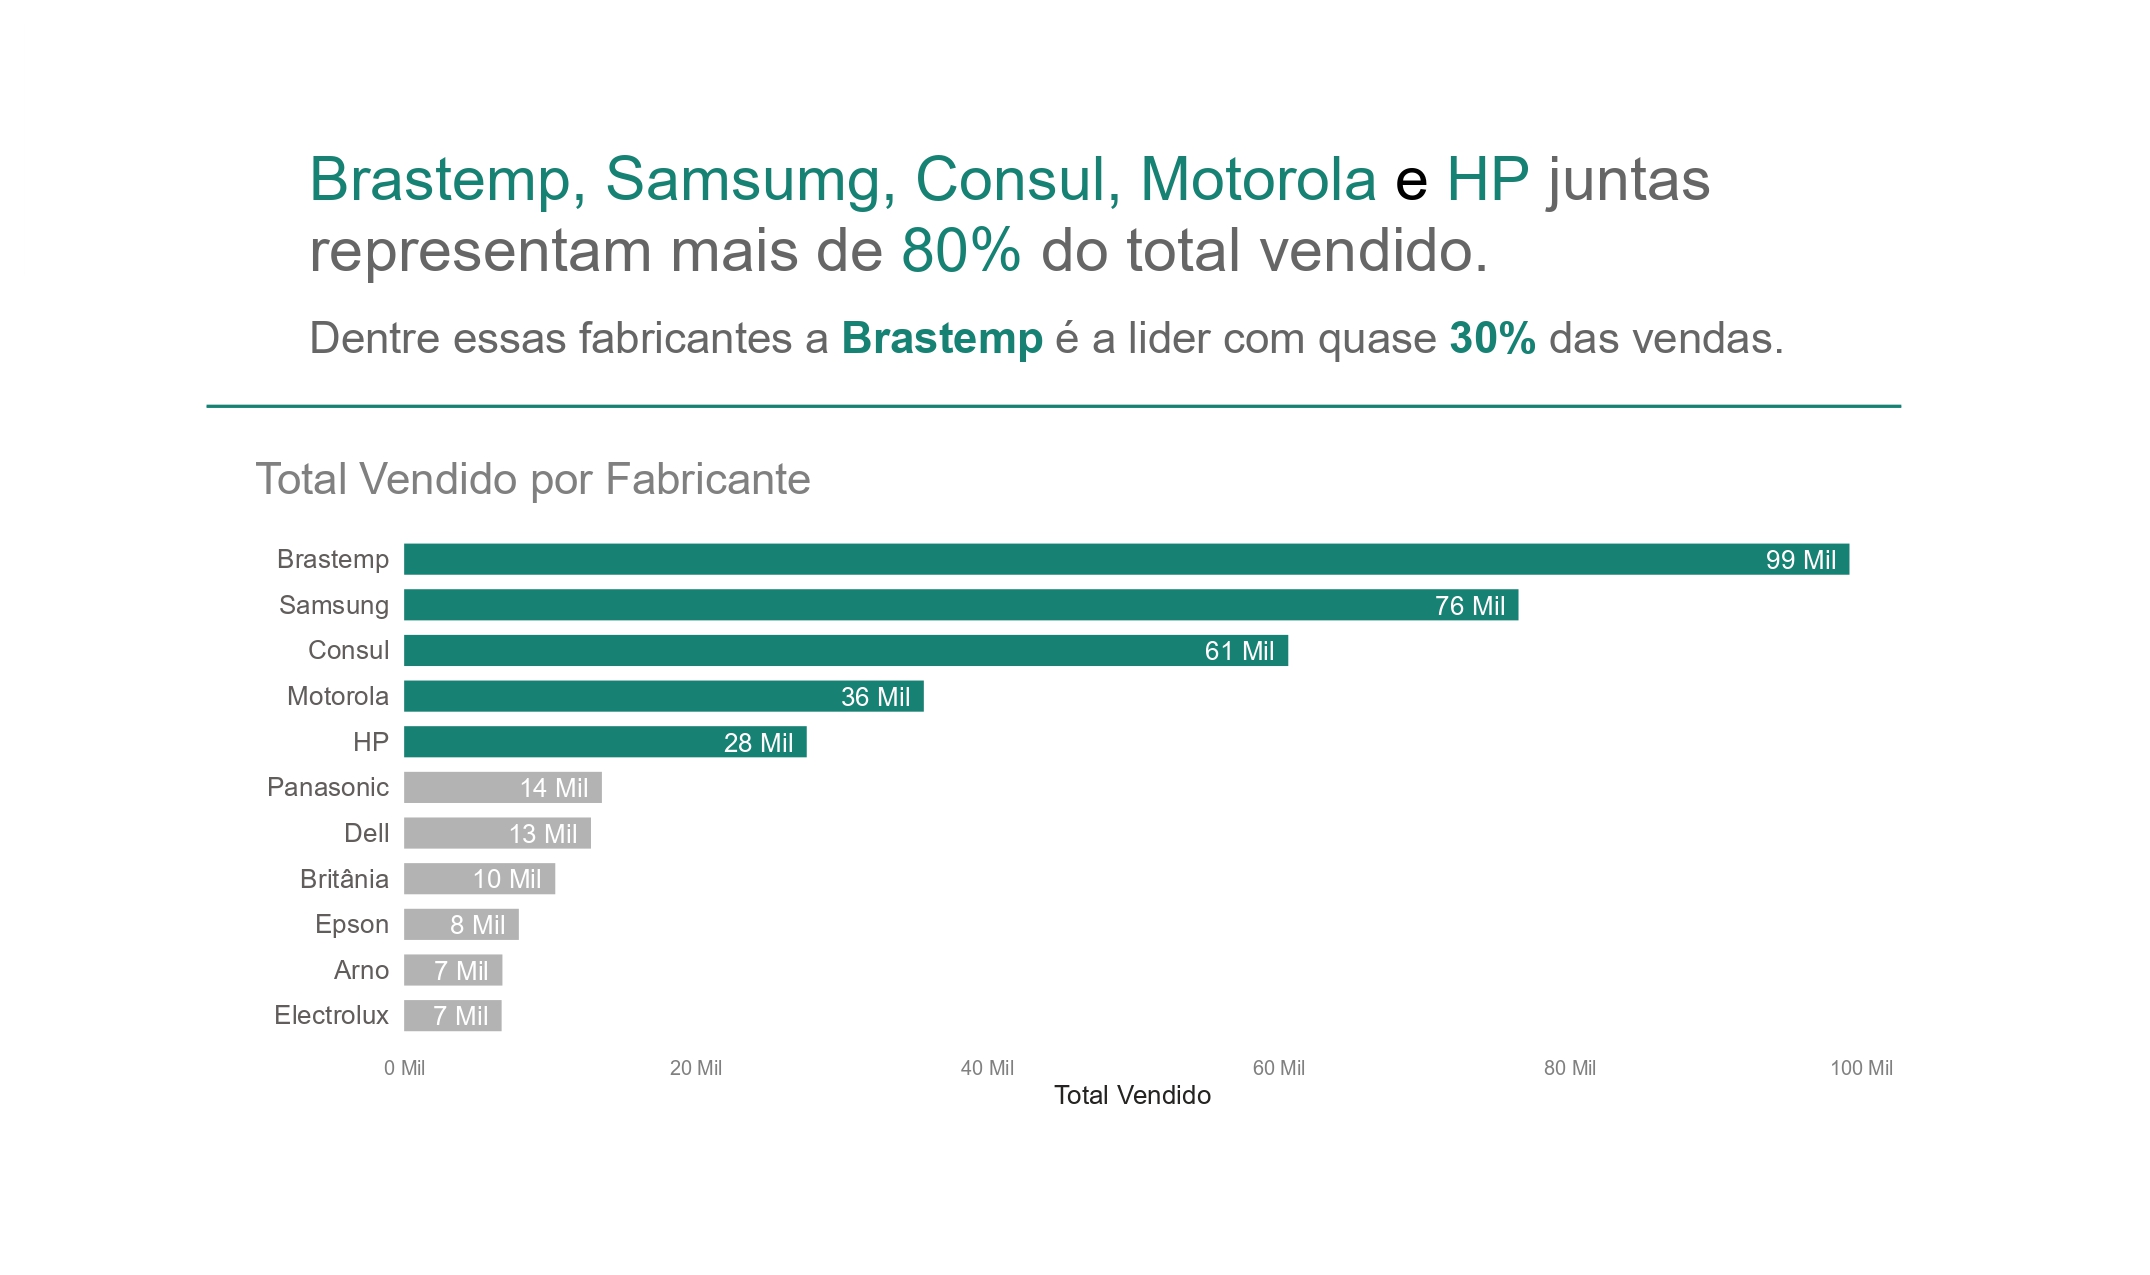 Brastemp, Samsumg, Consul, Motorola e HP juntas
representam mais de 80% do total vendido.
Dentre essas fabricantes a Brastemp é a lider com quase 30% das vendas.
Total Vendido por Fabricante
Brastemp 99 Mil
Samsung 76 Mil
Consul 61 Mil
Motorola 36 Mil
HP 28 Mil
Panasonic 14 Mil
Dell 13 Mil
Britânia 10 Mil
Epson 8 Mil
Arno 7 Mil
Electrolux 7 Mil
0 Mil 20 Mil 40 Mil 60 Mil 80 Mil 100 Mil
Total Vendido